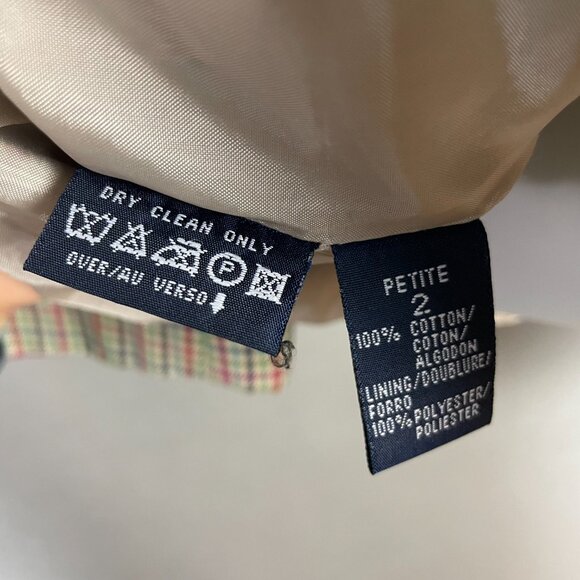 DRY CLEAN ONLY
P
OVER/AU VERSO
PETITE
2
100% COTTON/
COTON/
ALGODON
LINING/DOUBLURE/
FORRO
100% POLYESTER/
POLIESTER